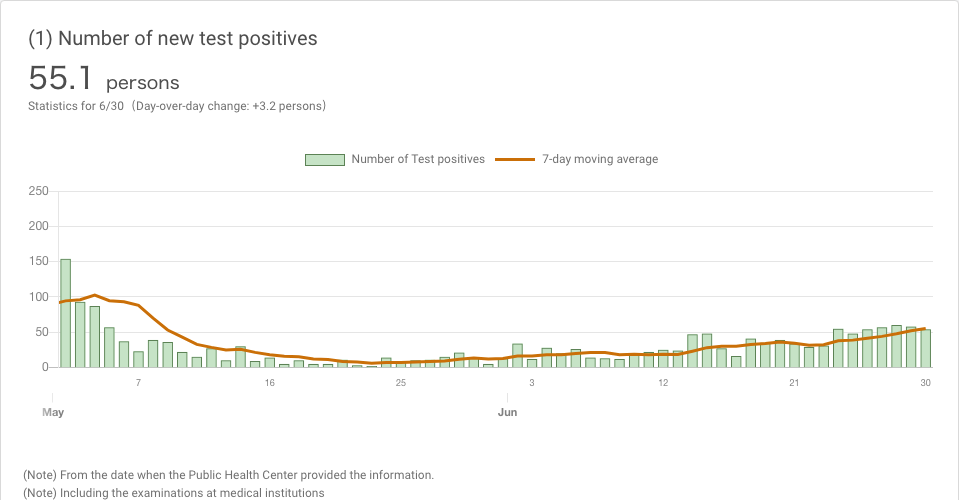 (1) Number of new test positives
55.1 persons
Statistics for 6/30 (Day-over-day change: +3.2 persons)
Number of Test positives 7-day moving average
250
200
150
100
50
0
7 16 25 3 12 21 30
May Jun
(Note) From the date when the Public Health Center provided the information.
(Note) Including the examinations at medical institutions